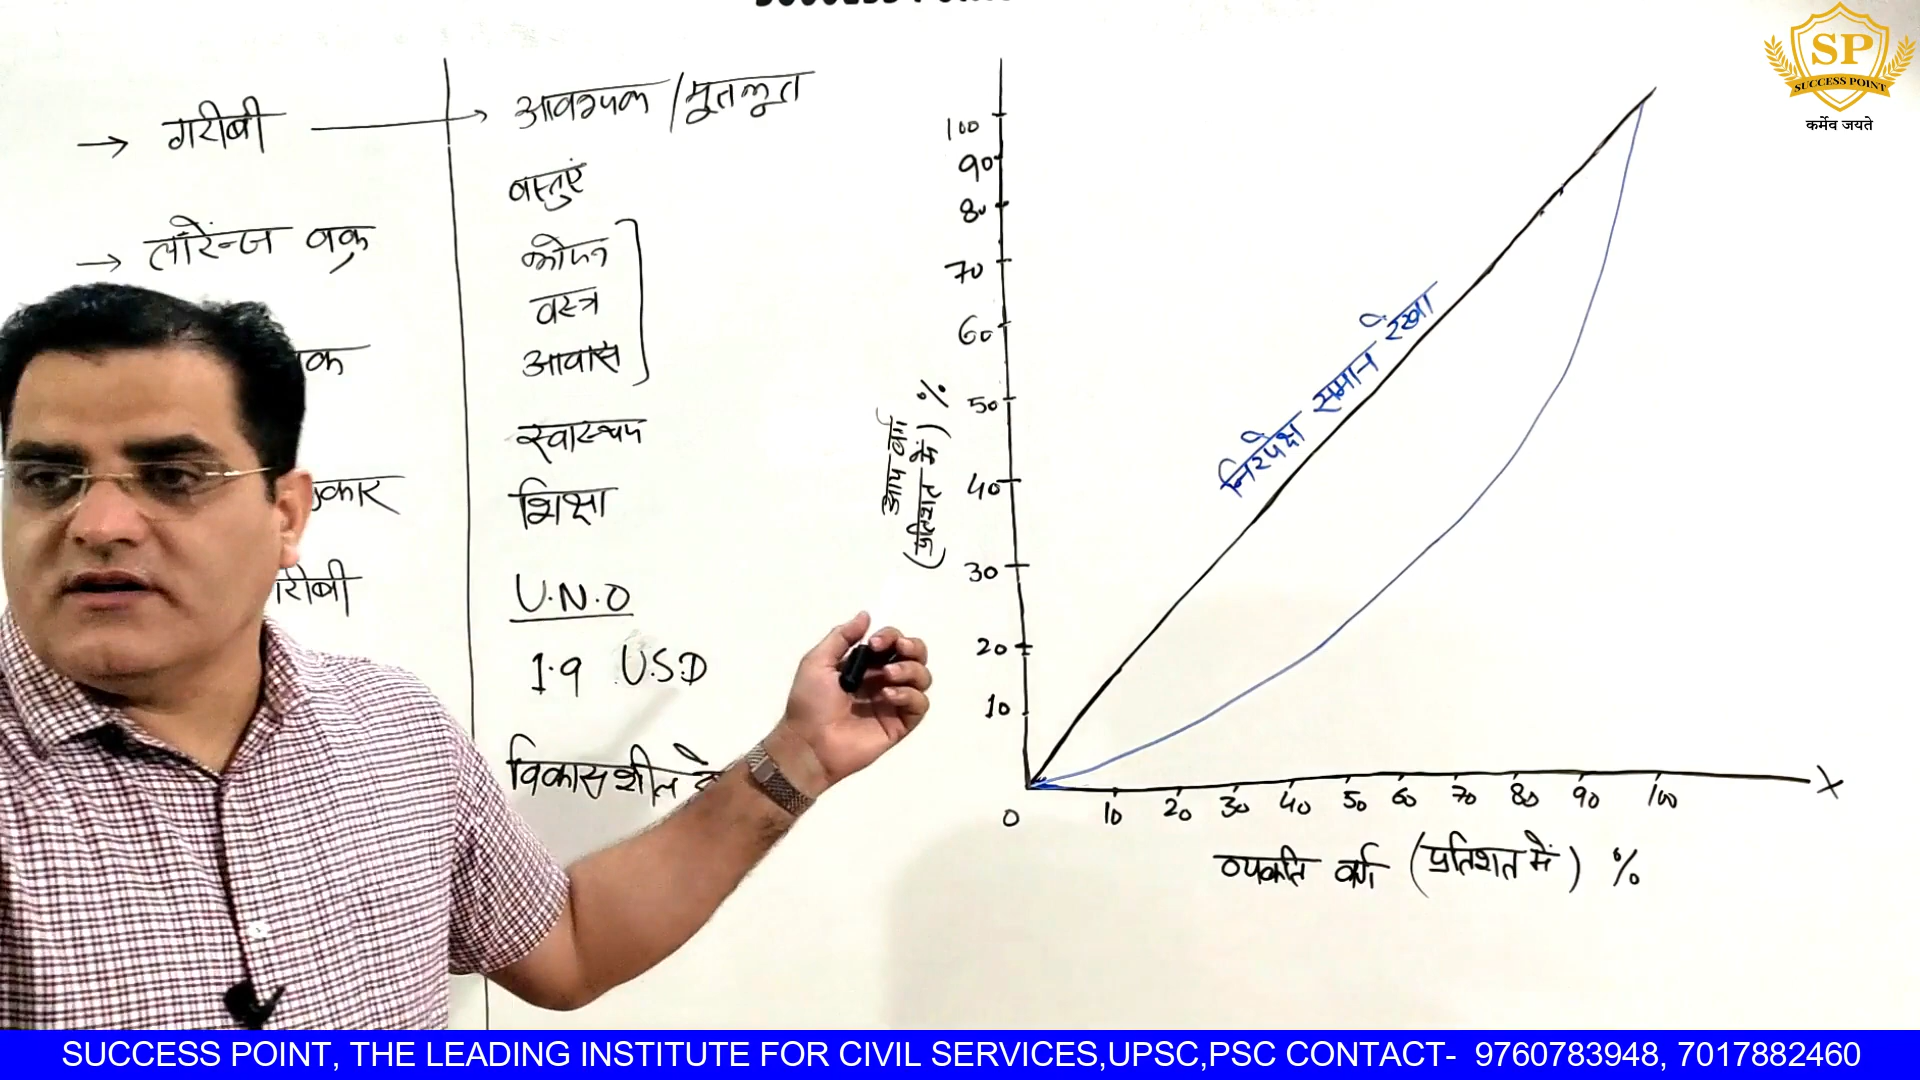 → गरीबी → आवश्यक / मूलभूत
वस्तुएं
→ लॉरेन्ज वक्र
भोजन
वस्त्र
आवास
स्वास्थ्य
शिक्षा
U.N.O
1.9 U.S.D
विकासशील दे
क
कार
रीबी
100
90
80
70
60
50
40
30
20
10
आय वर्ग
(प्रतिशत में) %
निरपेक्ष समान रेखा
0 10 20 30 40 50 60 70 80 90 100 X
व्यक्ति वर्ग (प्रतिशत में) %
SP
SUCCESS POINT
कर्मेव जयते
SUCCESS POINT, THE LEADING INSTITUTE FOR CIVIL SERVICES,UPSC,PSC CONTACT- 9760783948, 7017882460